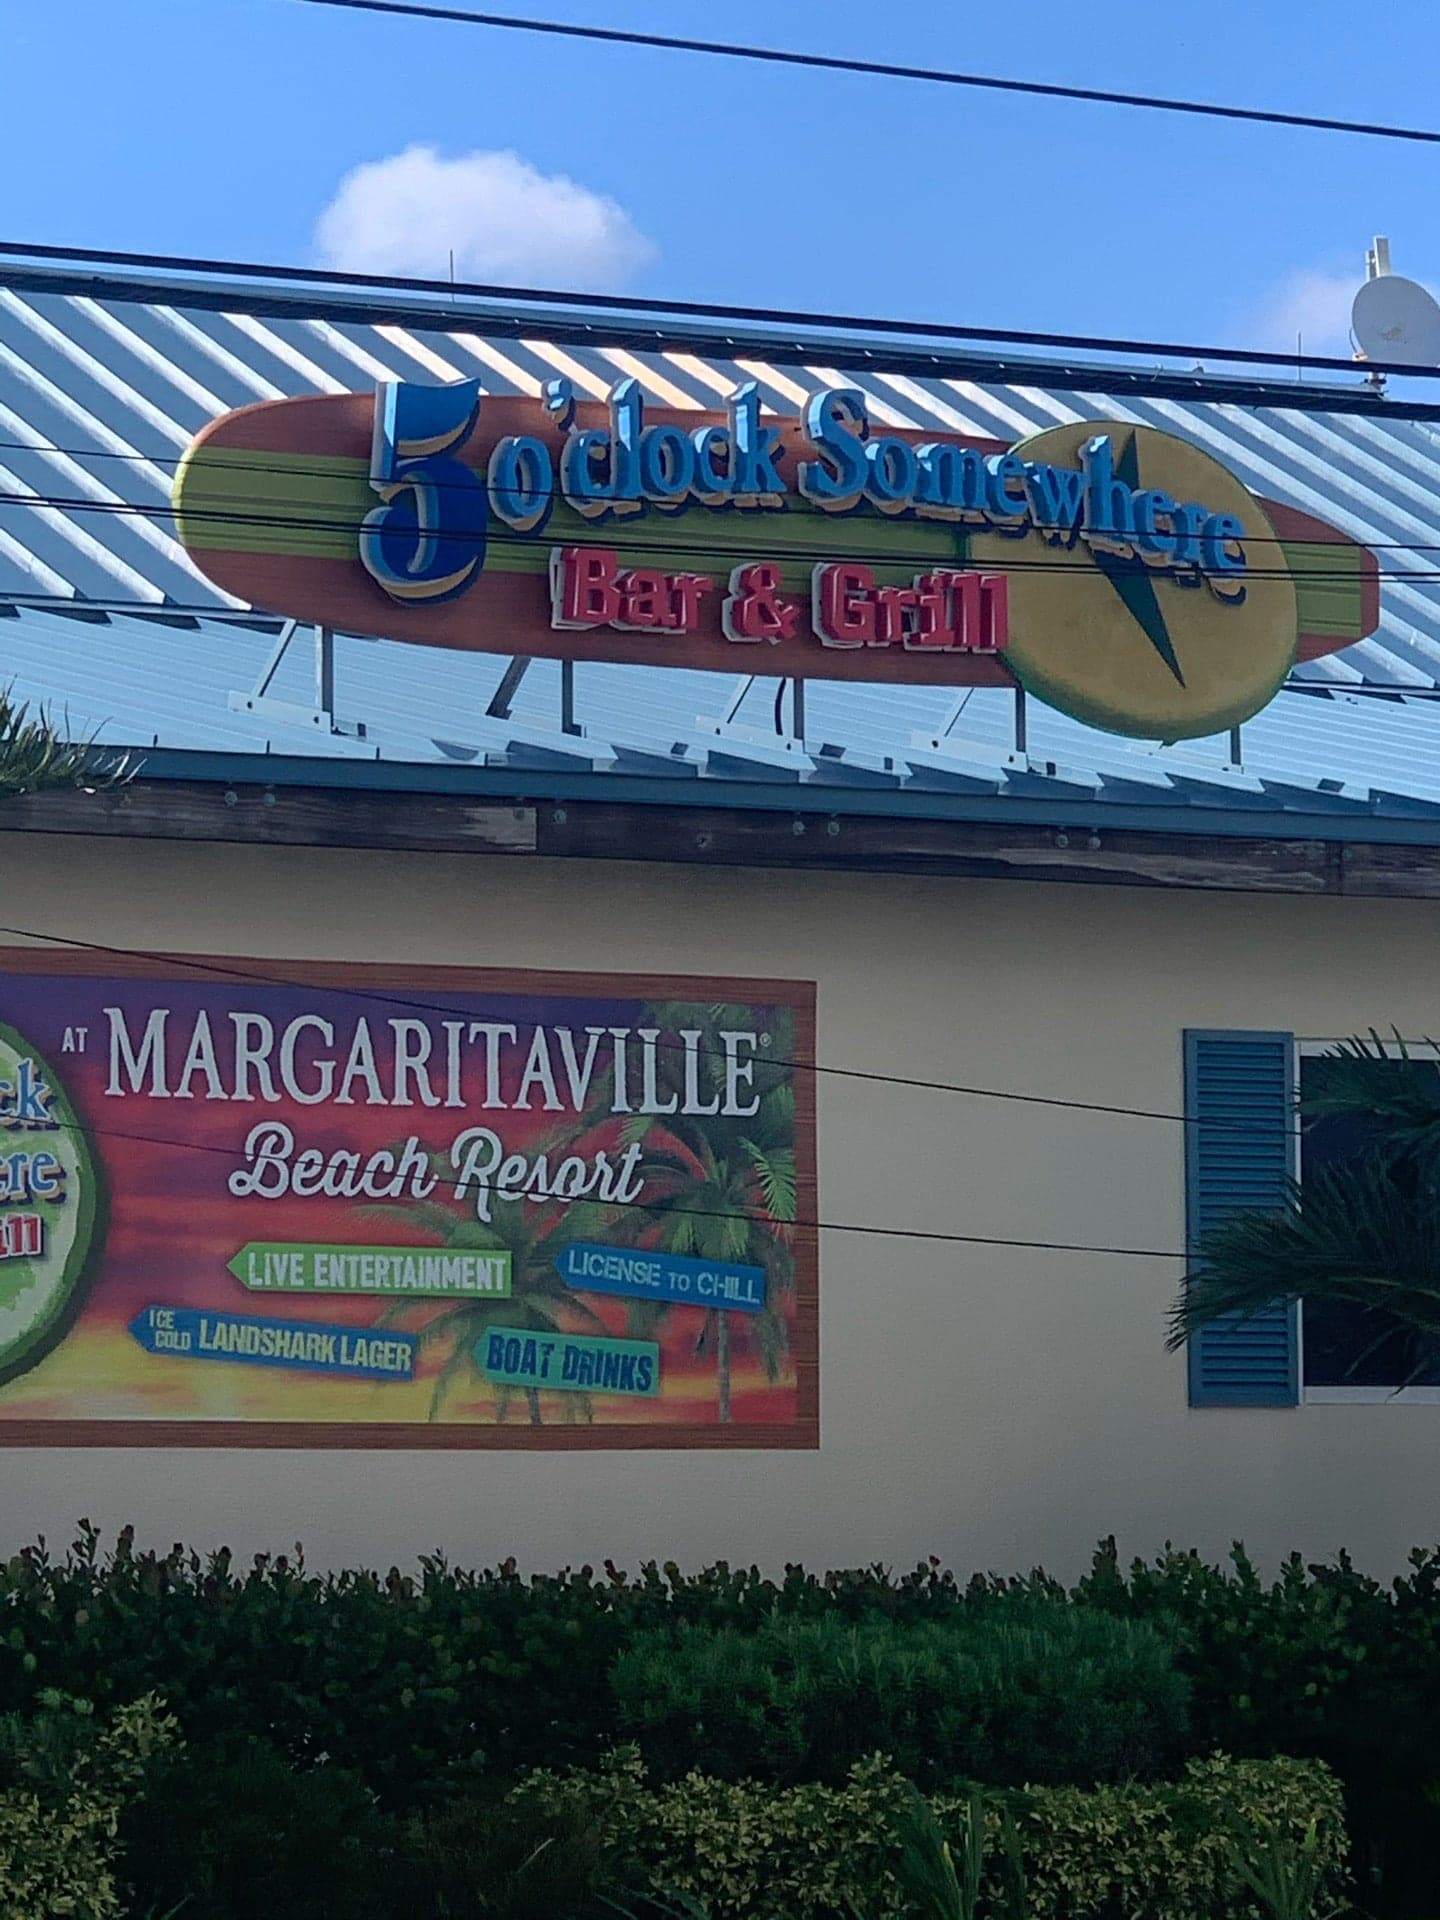 5 o'clock Somewhere
Bar & Grill
AT MARGARITAVILLE®
Beach Resort
LIVE ENTERTAINMENT
LICENSE TO CHILL
ICE COLD LANDSHARK LAGER
BOAT DRINKS